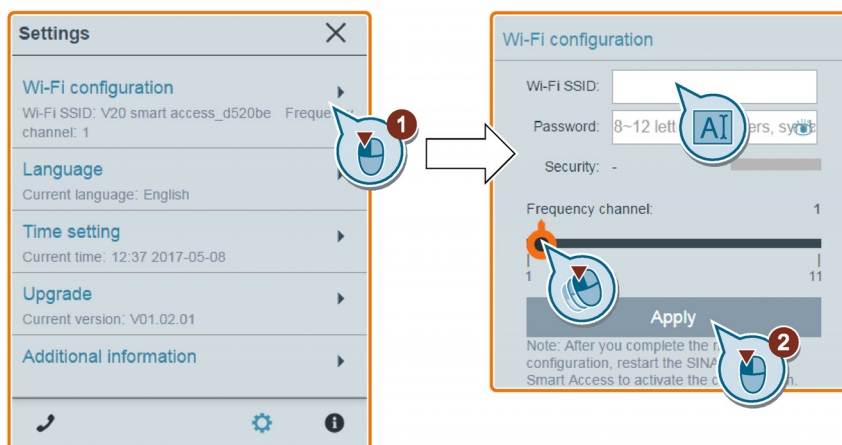 Settings
Wi-Fi configuration
Wi-Fi SSID: V20 smart access_d520be
channel: 1
1
Language
Current language: English
Time setting
Current time: 12:37 2017-05-08
Upgrade
Current version: V01.02.01
Additional information
Wi-Fi configuration
Wi-Fi SSID:
Password: 8~12
AI
Security: -
Frequency channel: 1
1 11
Apply
2
Note: After you complete the
configuration, restart the
Smart Access to activate the